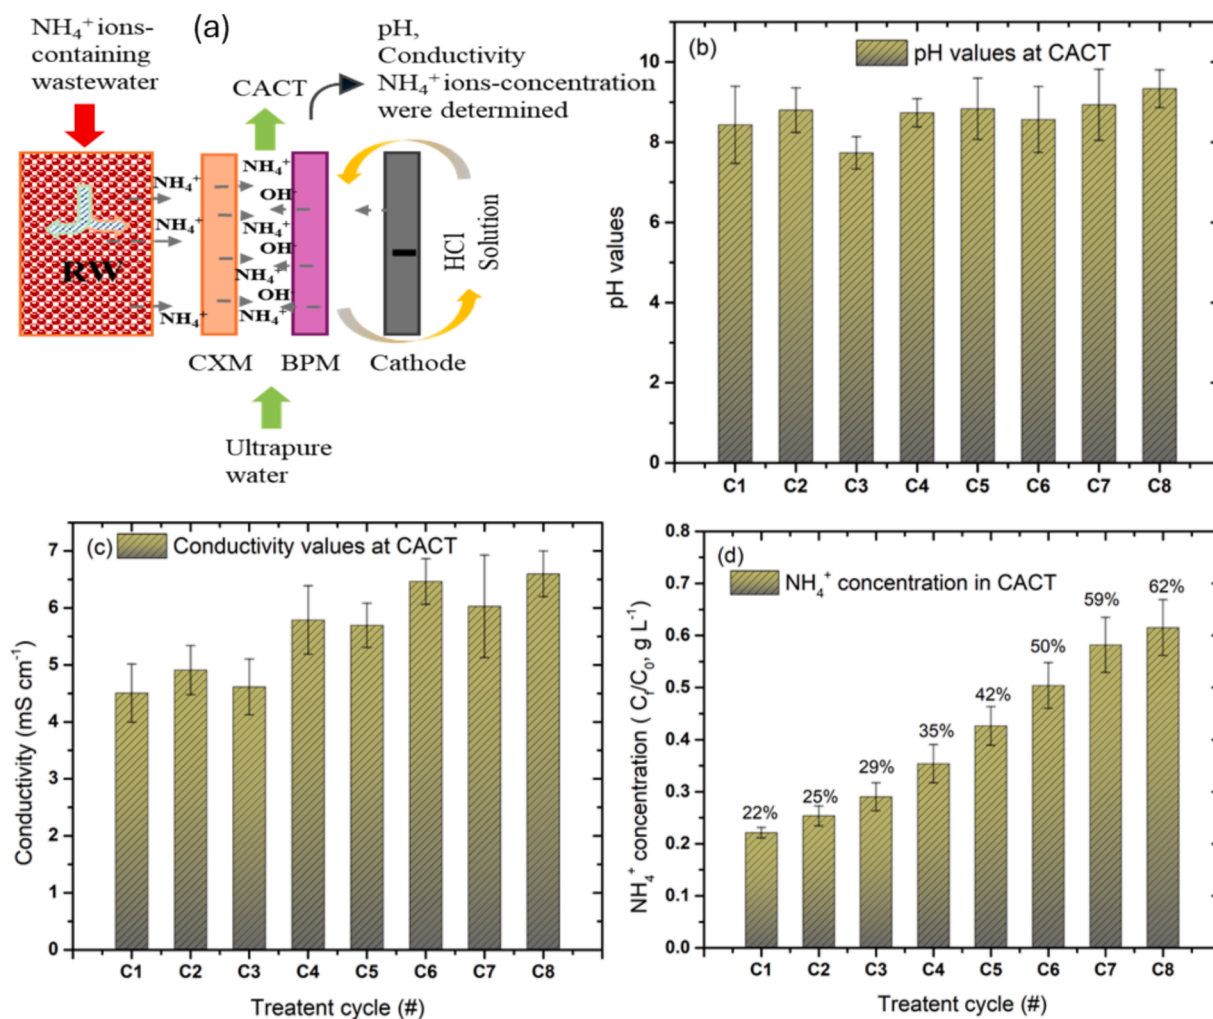 (a)
NH₄⁺ ions-
containing
wastewater
CACT
pH,
Conductivity
NH₄⁺ ions-concentration
were determined
NH₄⁺
NH₄⁺
NH₄⁺
RW
NH₄⁺
OH⁻
NH₄⁺
OH⁻
NH₄⁺
OH⁻
NH₄⁺
HCl
Solution
CXM
BPM
Cathode
Ultrapure
water
(b)
pH values at CACT
pH values
10
8
6
4
2
0
C1 C2 C3 C4 C5 C6 C7 C8
(c)
Conductivity values at CACT
Conductivity (mS cm⁻¹)
7
6
5
4
3
2
1
0
C1 C2 C3 C4 C5 C6 C7 C8
Treatent cycle (#)
(d)
NH₄⁺ concentration in CACT
NH₄⁺ concentration ( Cf/C₀, g L⁻¹)
0.8
0.7
0.6
0.5
0.4
0.3
0.2
0.1
0.0
22% 25% 29% 35% 42% 50% 59% 62%
C1 C2 C3 C4 C5 C6 C7 C8
Treatent cycle (#)